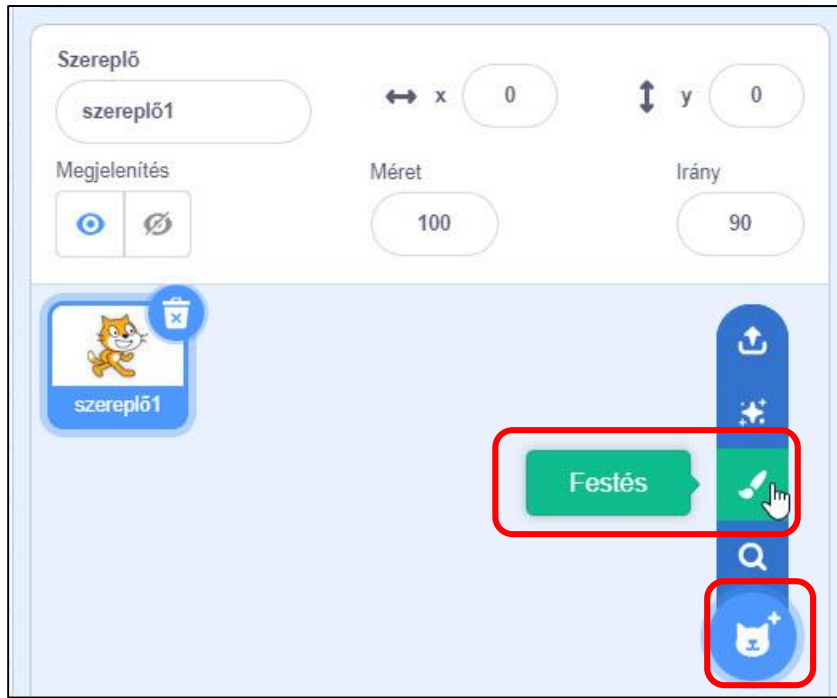 Szereplő
szereplő1
x 0
y 0
Megjelenítés
Méret
Irány
100
90
szereplő1
Festés